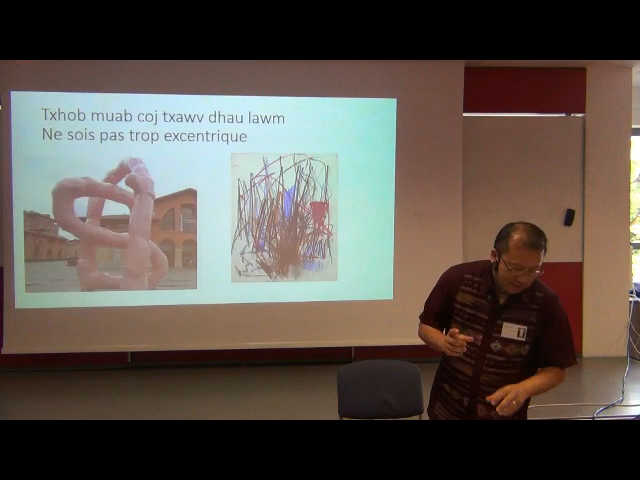 Txhob muab coj txawv dhau lawm
Ne sois pas trop excentrique